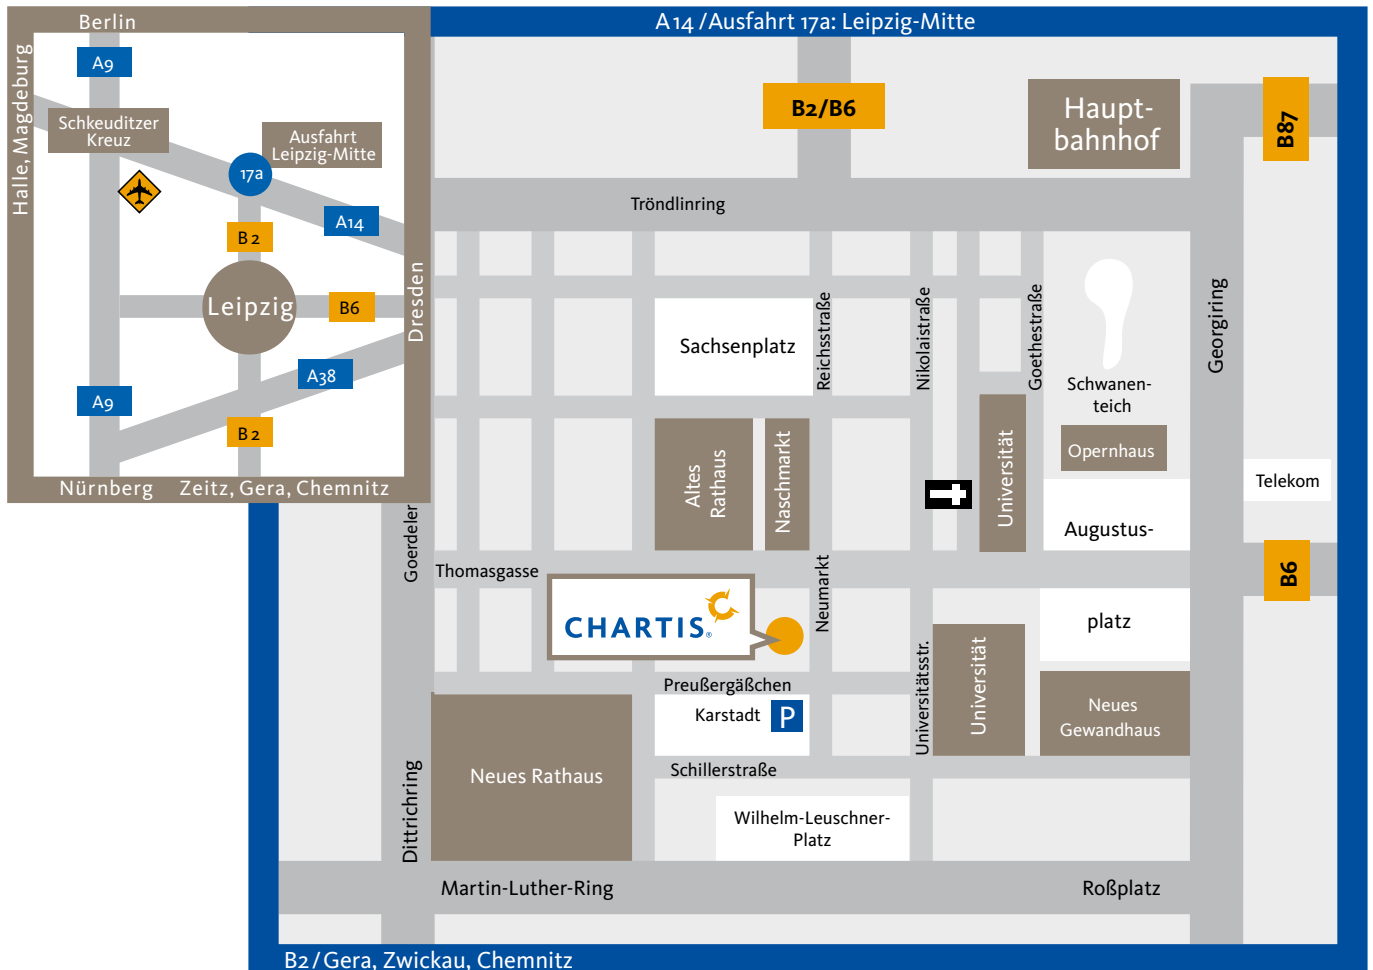 Berlin
A9
Halle, Magdeburg
Schkeuditzer
Kreuz
Ausfahrt
Leipzig-Mitte
17a
A14
B 2
Leipzig
B6
Dresden
A38
A9
B 2
Nürnberg
Zeitz, Gera, Chemnitz
A 14 / Ausfahrt 17a: Leipzig-Mitte
B2/B6
Haupt-
bahnhof
B87
Tröndlinring
Sachsenplatz
Reichsstraße
Nikolaistraße
Goethestraße
Georgiring
Schwanen-
teich
Opernhaus
Altes
Rathaus
Naschmarkt
Universität
Telekom
Augustus-
platz
Goerdeler
Thomasgasse
Neumarkt
B6
CHARTIS®
Universitätsstr.
Universität
Preußergäßchen
Karstadt
P
Neues
Gewandhaus
Neues Rathaus
Schillerstraße
Dittrichring
Wilhelm-Leuschner-
Platz
Martin-Luther-Ring
Roßplatz
B2 / Gera, Zwickau, Chemnitz